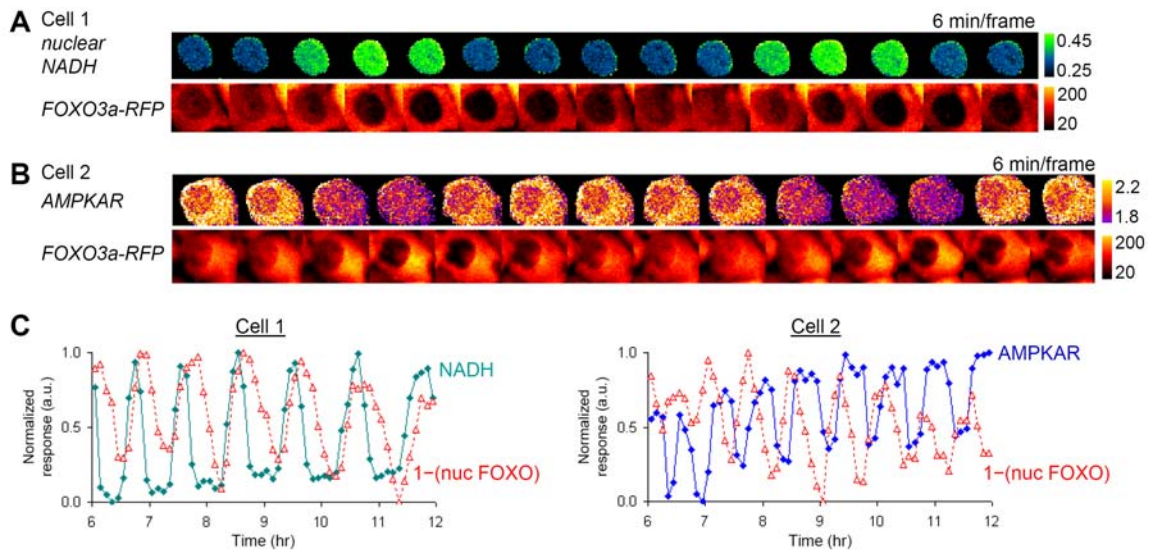 A Cell 1 6 min/frame
nuclear
NADH
0.45
0.25
FOXO3a-RFP
200
20
B Cell 2 6 min/frame
AMPKAR
2.2
1.8
FOXO3a-RFP
200
20
C Cell 1 Cell 2
Normalized
response (a.u.)
1.0
0.5
0.0
6 7 8 9 10 11 12
Time (hr)
NADH
1−(nuc FOXO)
Normalized
response (a.u.)
1.0
0.5
0.0
6 7 8 9 10 11 12
Time (hr)
AMPKAR
1−(nuc FOXO)